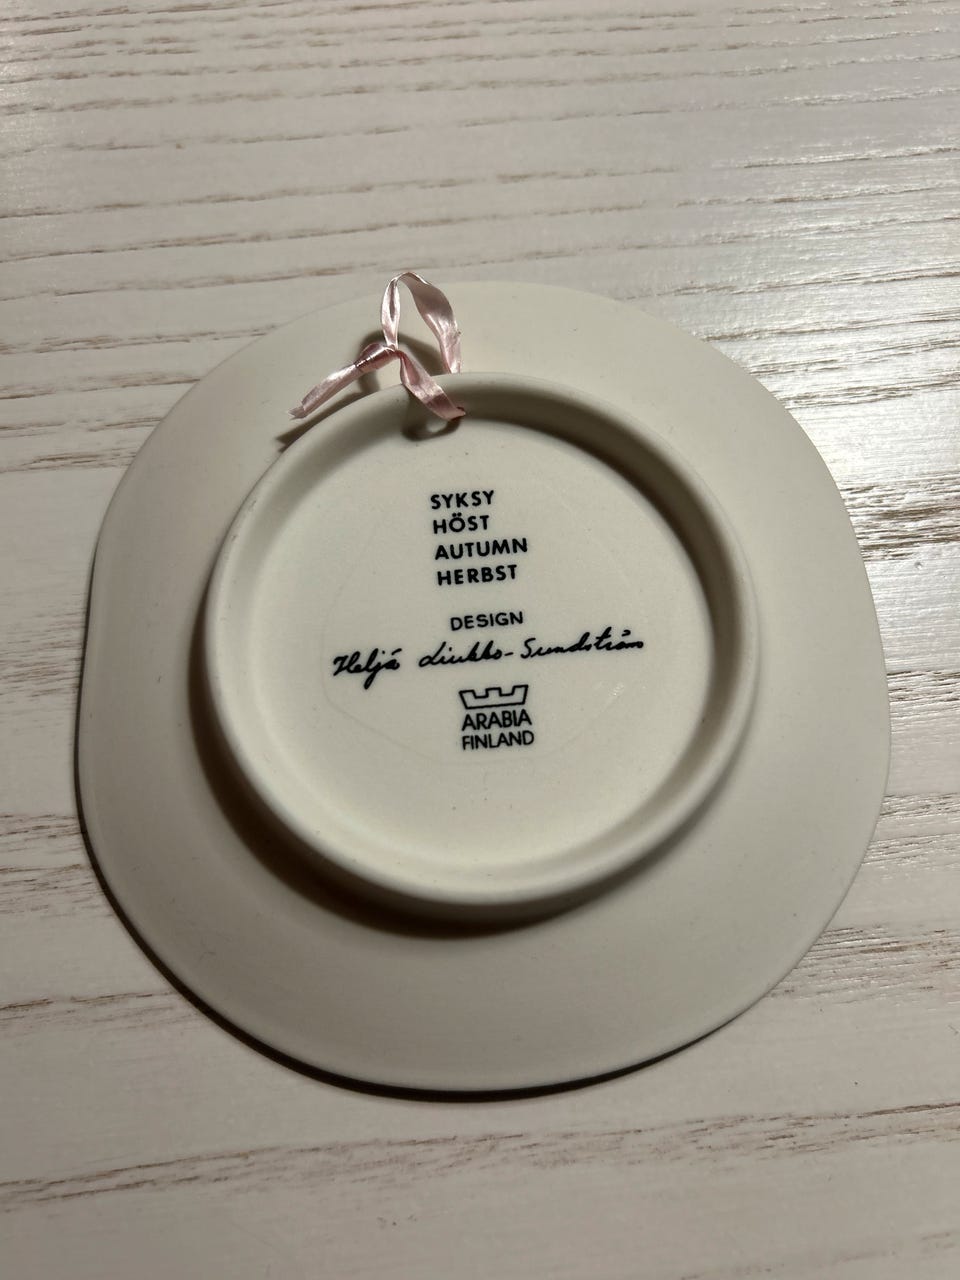 SYKSY
HÖST
AUTUMN
HERBST
DESIGN
Heljä Liukko-Sundström
ARABIA
FINLAND